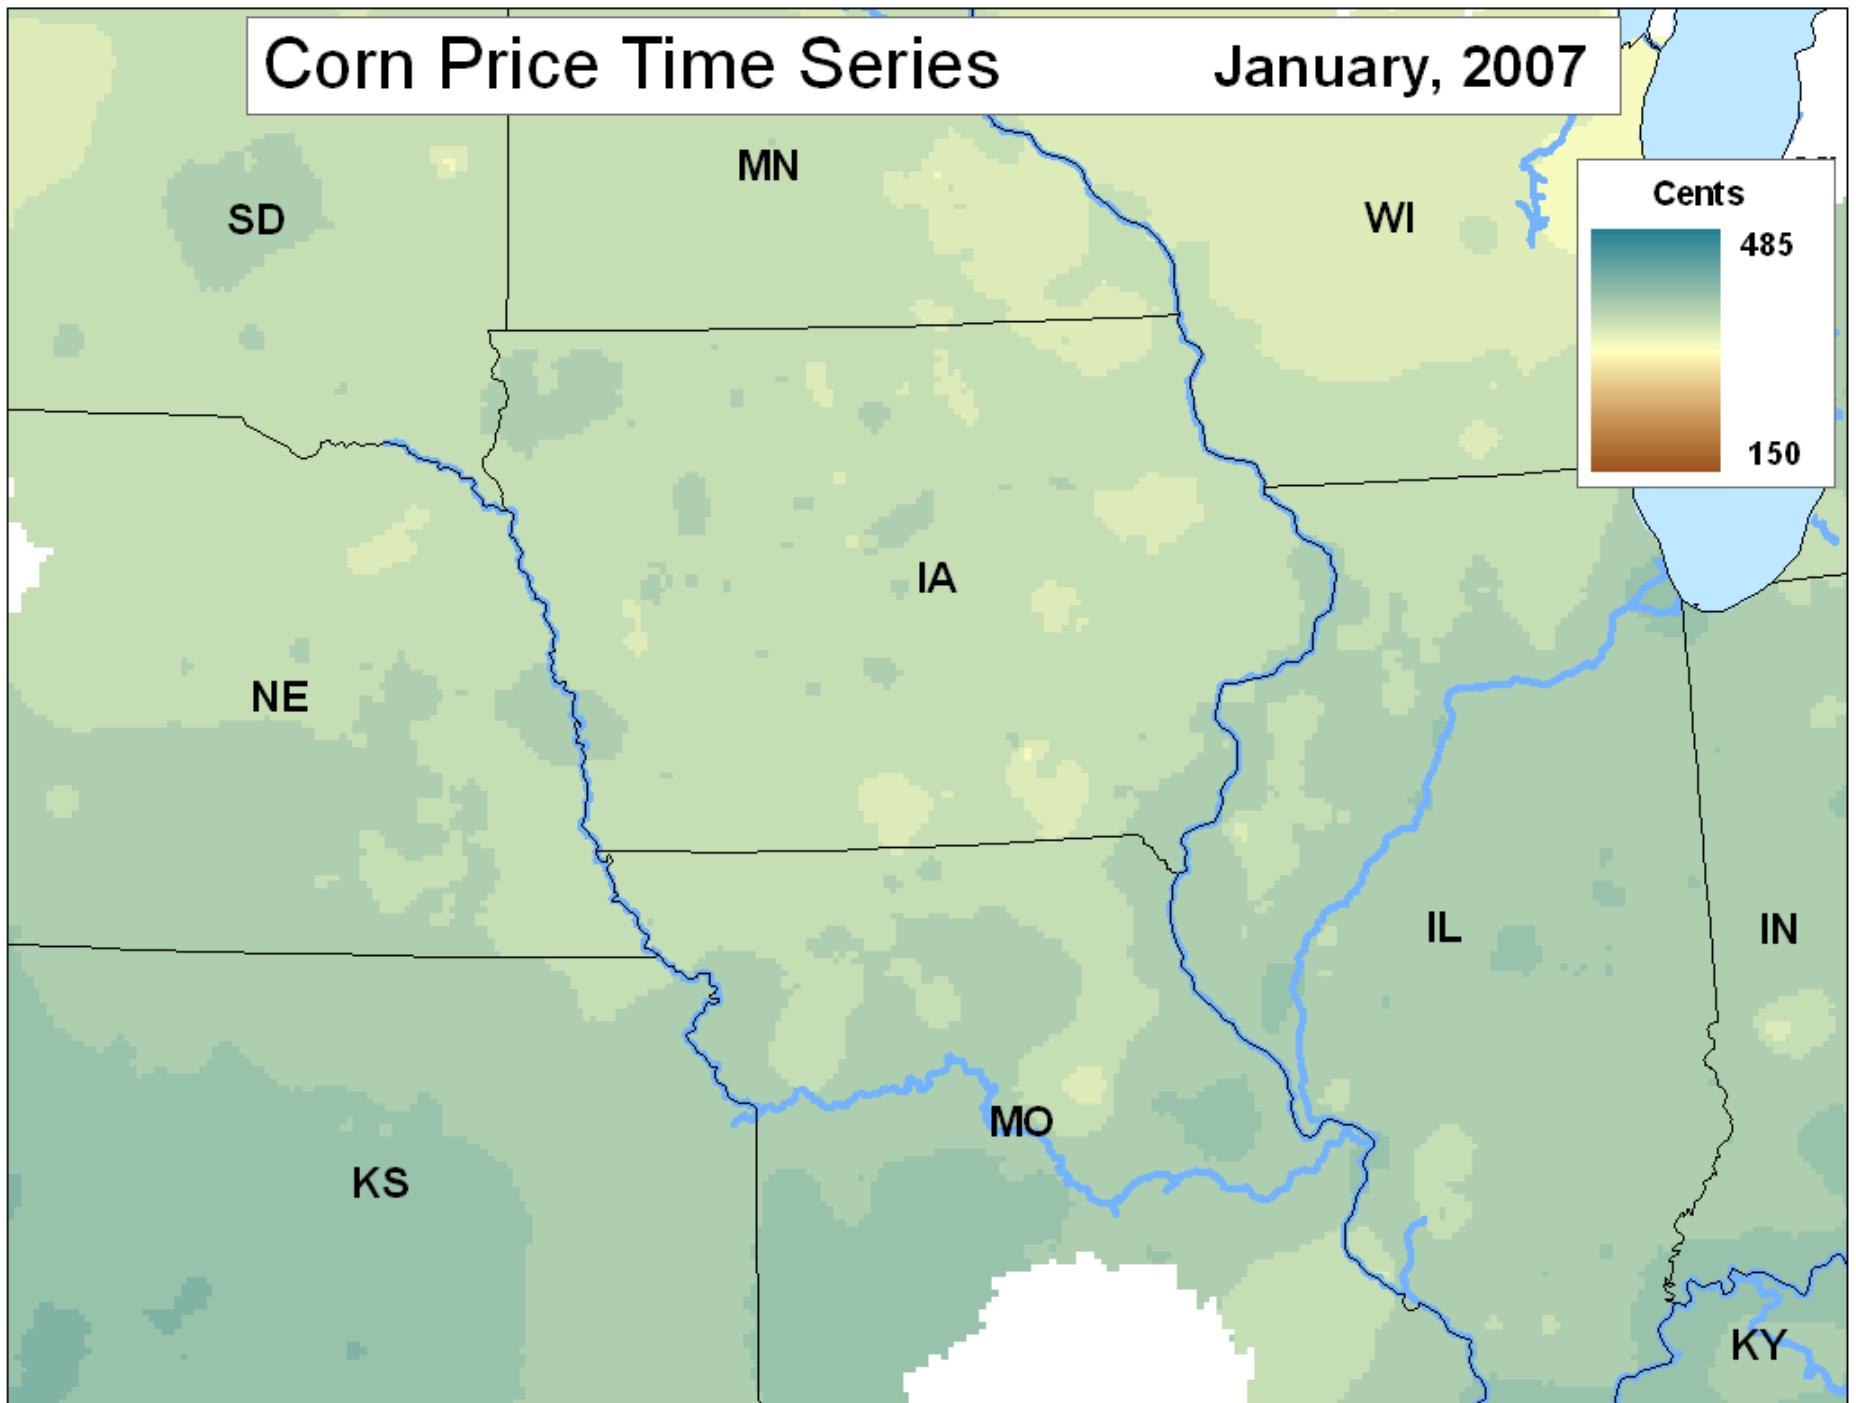 Corn Price Time Series January, 2007
MN
SD
WI
Cents
485
150
IA
NE
IL
IN
MO
KS
KY